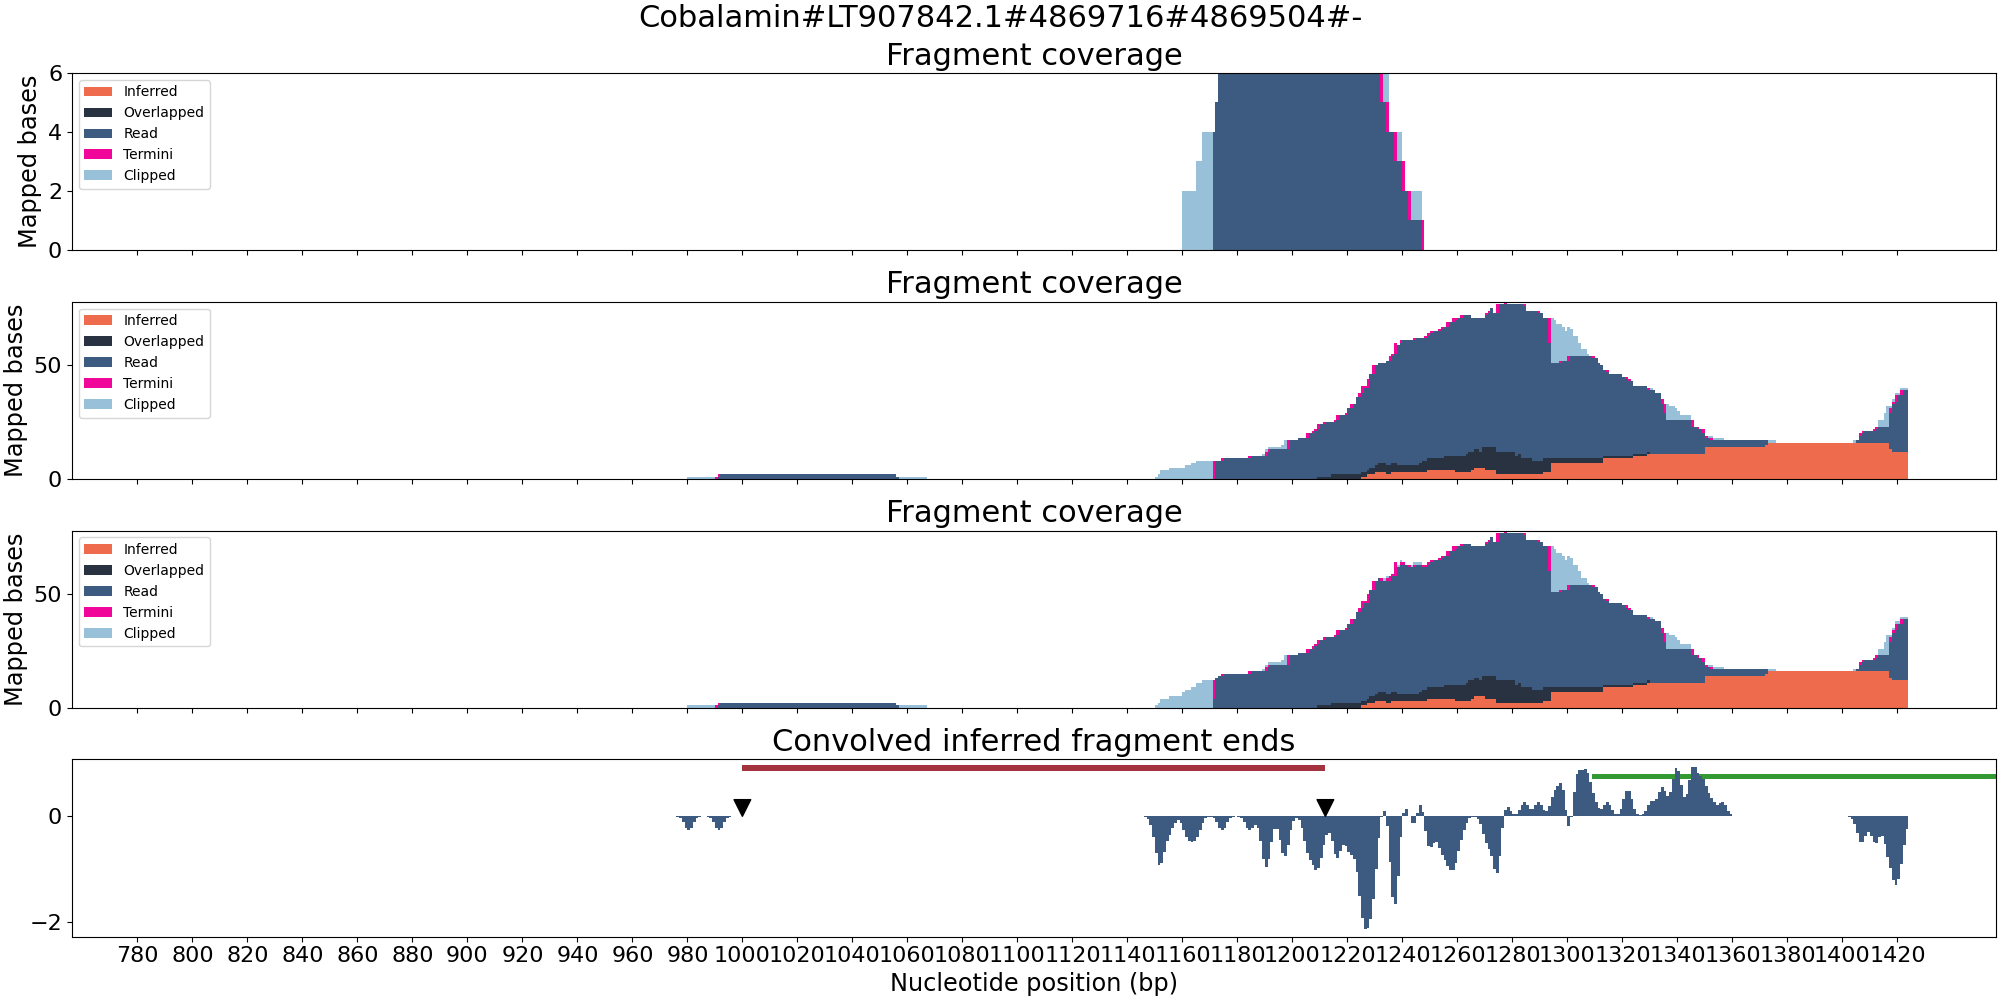 Cobalamin#LT907842.1#4869716#4869504#-
Fragment coverage
Mapped bases
6
4
2
0
Inferred
Overlapped
Read
Termini
Clipped
Fragment coverage
Mapped bases
50
0
Inferred
Overlapped
Read
Termini
Clipped
Fragment coverage
Mapped bases
50
0
Inferred
Overlapped
Read
Termini
Clipped
Convolved inferred fragment ends
0
−2
780 800 820 840 860 880 900 920 940 960 980 1000 1020 1040 1060 1080 1100 1120 1140 1160 1180 1200 1220 1240 1260 1280 1300 1320 1340 1360 1380 1400 1420
Nucleotide position (bp)